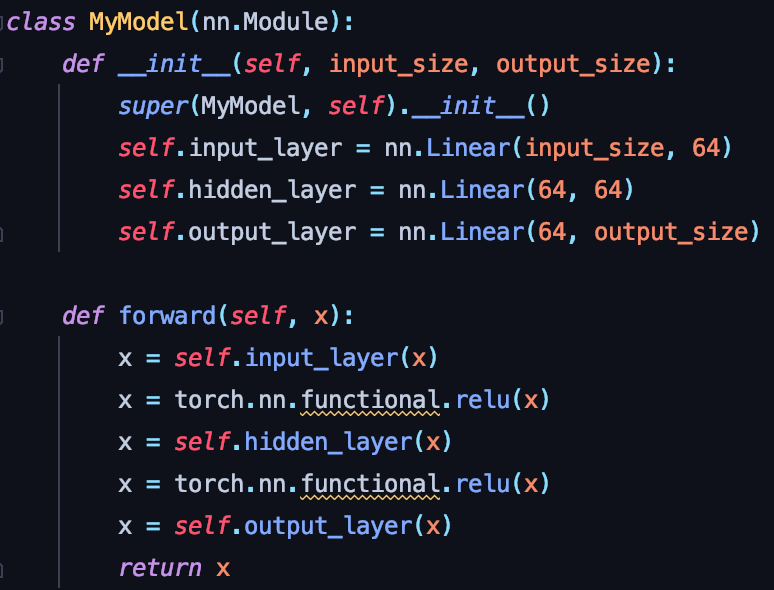 class MyModel(nn.Module):
    def __init__(self, input_size, output_size):
        super(MyModel, self).__init__()
        self.input_layer = nn.Linear(input_size, 64)
        self.hidden_layer = nn.Linear(64, 64)
        self.output_layer = nn.Linear(64, output_size)

    def forward(self, x):
        x = self.input_layer(x)
        x = torch.nn.functional.relu(x)
        x = self.hidden_layer(x)
        x = torch.nn.functional.relu(x)
        x = self.output_layer(x)
        return x